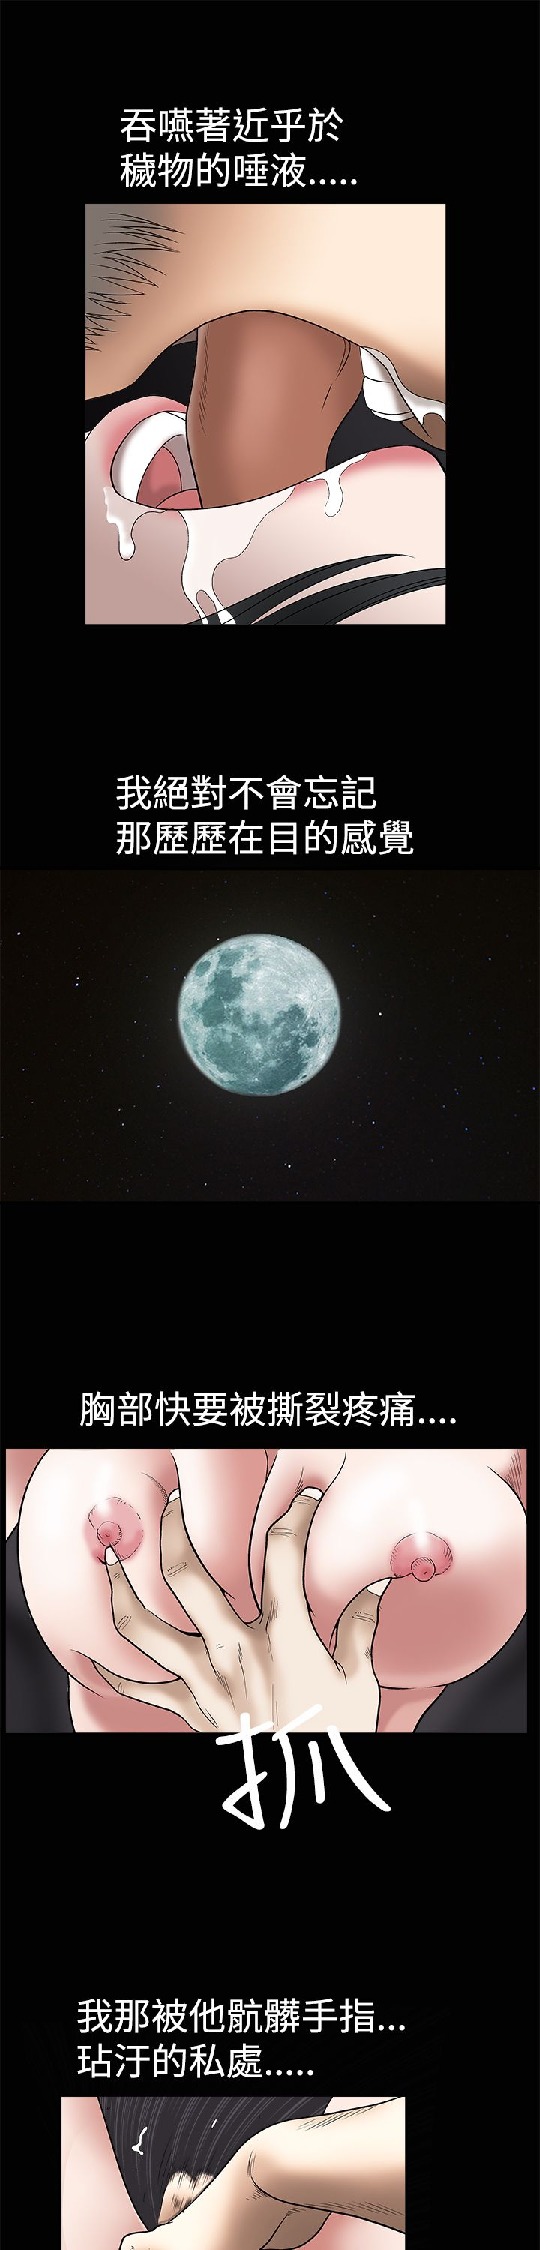 吞嚥著近乎於
穢物的唾液.....
我絕對不會忘記
那歷歷在目的感覺
胸部快要被撕裂疼痛....
抓
我那被他骯髒手指...
玷汙的私處.....